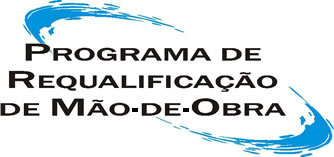 PROGRAMA DE
REQUALIFICAÇÃO
DE MÃO-DE-OBRA